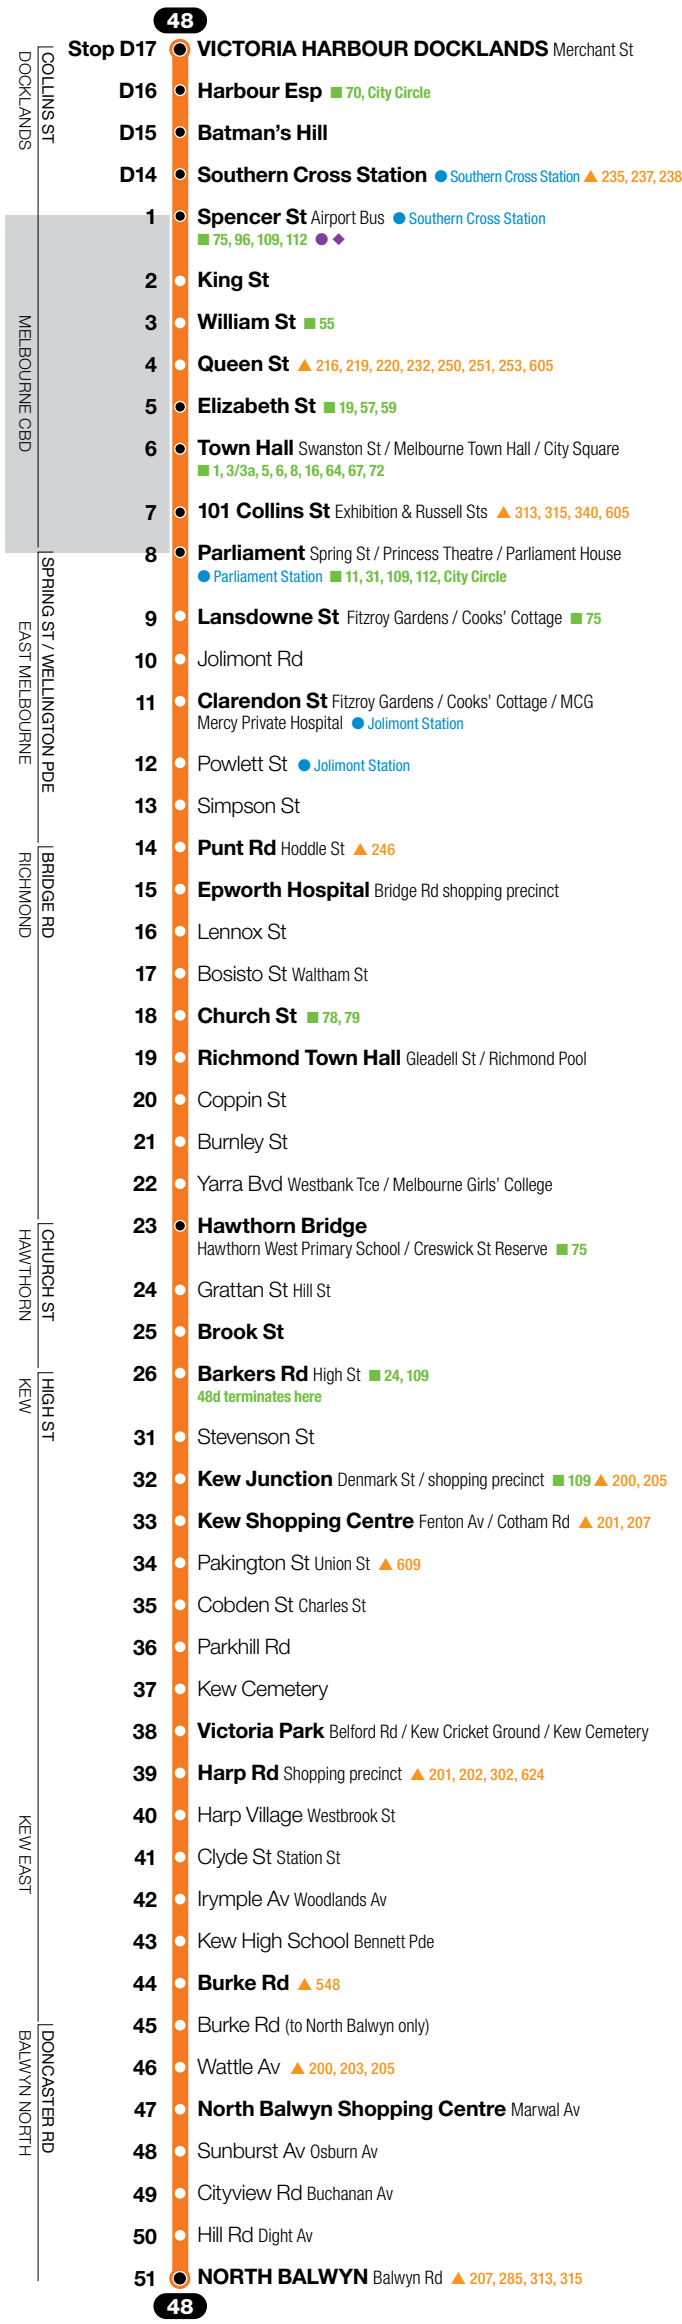 48
Stop D17 VICTORIA HARBOUR DOCKLANDS Merchant St
D16 Harbour Esp 70, City Circle
D15 Batman's Hill
D14 Southern Cross Station Southern Cross Station 235, 237, 238
1 Spencer St Airport Bus Southern Cross Station
75, 96, 109, 112
2 King St
3 William St 55
4 Queen St 216, 219, 220, 232, 250, 251, 253, 605
5 Elizabeth St 19, 57, 59
6 Town Hall Swanston St / Melbourne Town Hall / City Square
1, 3/3a, 5, 6, 8, 16, 64, 67, 72
7 101 Collins St Exhibition & Russell Sts 313, 315, 340, 605
8 Parliament Spring St / Princess Theatre / Parliament House
Parliament Station 11, 31, 109, 112, City Circle
9 Lansdowne St Fitzroy Gardens / Cooks' Cottage 75
10 Jolimont Rd
11 Clarendon St Fitzroy Gardens / Cooks' Cottage / MCG
Mercy Private Hospital Jolimont Station
12 Powlett St Jolimont Station
13 Simpson St
14 Punt Rd Hoddle St 246
15 Epworth Hospital Bridge Rd shopping precinct
16 Lennox St
17 Bosisto St Waltham St
18 Church St 78, 79
19 Richmond Town Hall Gleadell St / Richmond Pool
20 Coppin St
21 Burnley St
22 Yarra Bvd Westbank Tce / Melbourne Girls' College
23 Hawthorn Bridge
Hawthorn West Primary School / Creswick St Reserve 75
24 Grattan St Hill St
25 Brook St
26 Barkers Rd High St 24, 109
48d terminates here
31 Stevenson St
32 Kew Junction Denmark St / shopping precinct 109 200, 205
33 Kew Shopping Centre Fenton Av / Cotham Rd 201, 207
34 Pakington St Union St 609
35 Cobden St Charles St
36 Parkhill Rd
37 Kew Cemetery
38 Victoria Park Belford Rd / Kew Cricket Ground / Kew Cemetery
39 Harp Rd Shopping precinct 201, 202, 302, 624
40 Harp Village Westbrook St
41 Clyde St Station St
42 Irymple Av Woodlands Av
43 Kew High School Bennett Pde
44 Burke Rd 548
45 Burke Rd (to North Balwyn only)
46 Wattle Av 200, 203, 205
47 North Balwyn Shopping Centre Marwal Av
48 Sunburst Av Osburn Av
49 Cityview Rd Buchanan Av
50 Hill Rd Dight Av
51 NORTH BALWYN Balwyn Rd 207, 285, 313, 315
48
COLLINS ST
DOCKLANDS
MELBOURNE CBD
SPRING ST / WELLINGTON PDE
EAST MELBOURNE
BRIDGE RD
RICHMOND
CHURCH ST
HAWTHORN
HIGH ST
KEW
KEW EAST
DONCASTER RD
BALWYN NORTH